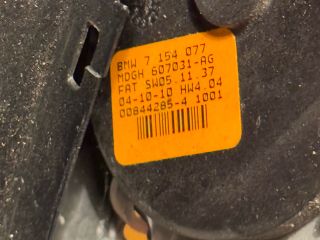 BMW 7 154 077
MDGH 607031-AG
FAT SW05.11.37
04-10-10 HW4.04
00844285-4 1001